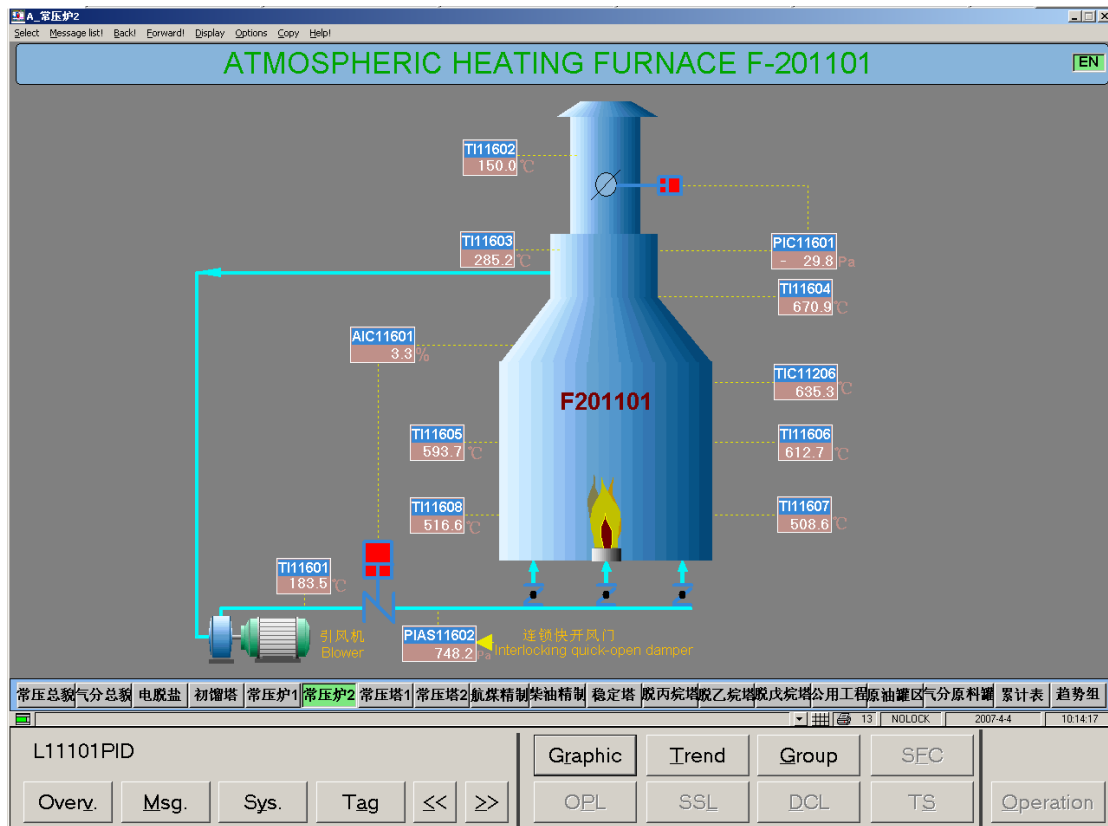 A_常压炉2
Select Message list! Back! Forward! Display Options Copy Help!
ATMOSPHERIC HEATING FURNACE F-201101
EN
TI11602
150.0 ℃
TI11603
285.2 ℃
PIC11601
- 29.8 Pa
TI11604
670.9 ℃
AIC11601
3.3 %
TIC11206
635.3 ℃
F201101
TI11605
593.7 ℃
TI11606
612.7 ℃
TI11608
516.6 ℃
TI11607
508.6 ℃
TI11601
183.5 ℃
引风机
Blower
PIAS11602
748.2 Pa
连锁快开风门
Interlocking quick-open damper
常压总貌 气分总貌 电脱盐 初馏塔 常压炉1 常压炉2 常压塔1 常压塔2 航煤精制 柴油精制 稳定塔 脱丙烷塔 脱乙烷塔 脱戊烷塔 公用工程 原油罐区 气分原料罐 累计表 趋势组
13 NOLOCK 2007-4-4 10:14:17
L11101PID
Graphic Trend Group SFC
Overv. Msg. Sys. Tag << >> OPL SSL DCL TS Operation